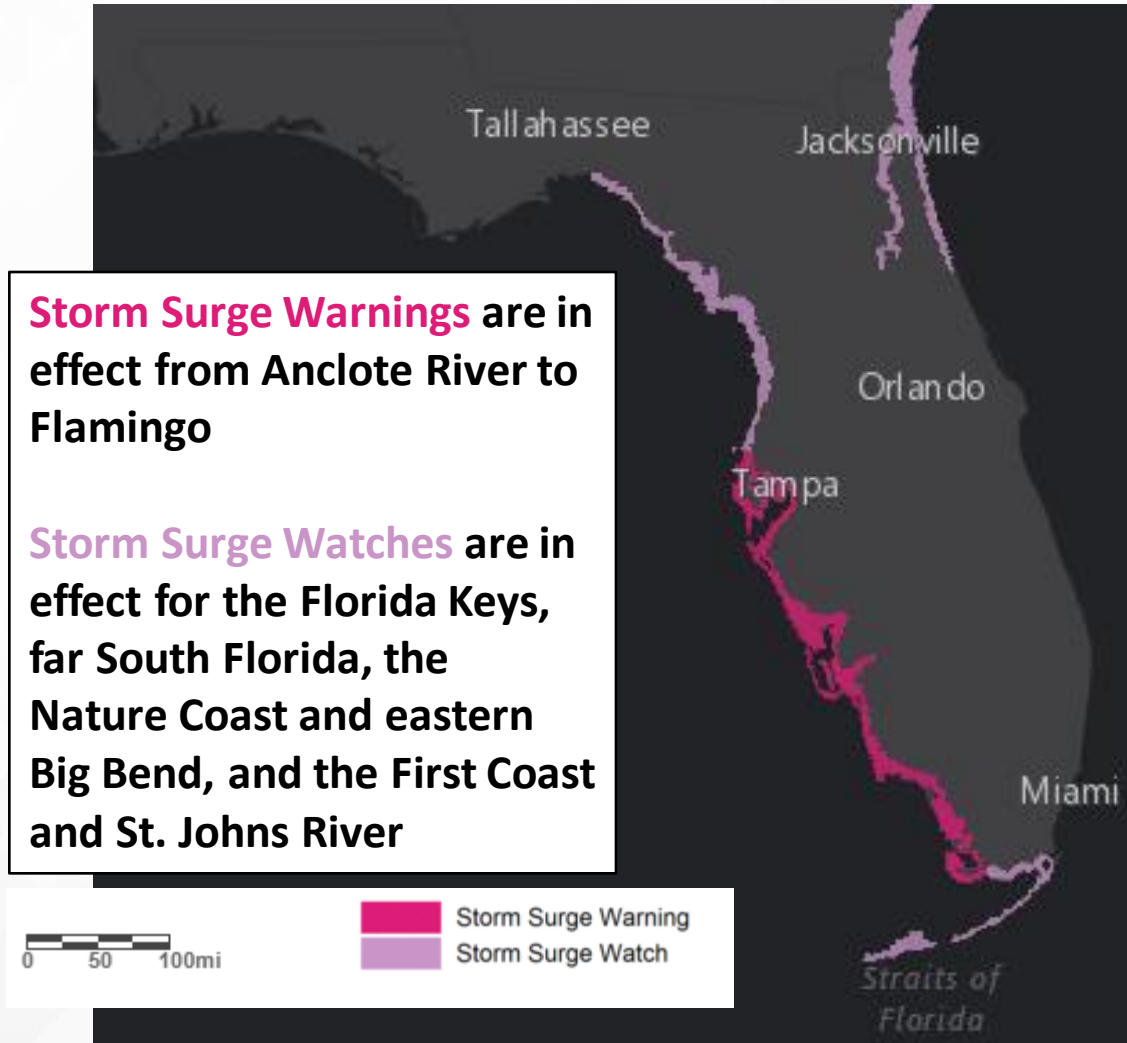 Tallahassee
Jacksonville
Storm Surge Warnings are in
effect from Anclote River to
Flamingo
Storm Surge Watches are in
effect for the Florida Keys,
far South Florida, the
Nature Coast and eastern
Big Bend, and the First Coast
and St. Johns River
Orlando
Tampa
Miami
0 50 100mi
Storm Surge Warning
Storm Surge Watch
Straits of
Florida